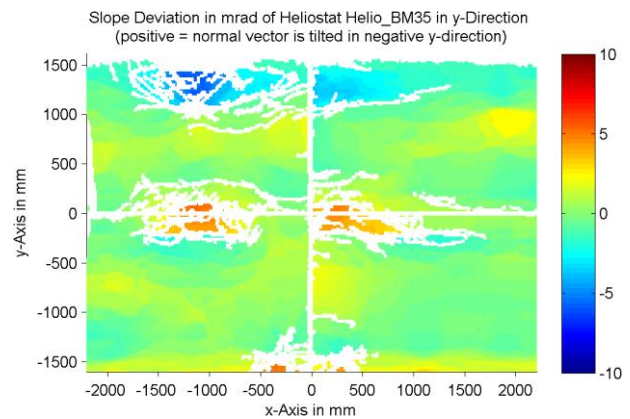 Slope Deviation in mrad of Heliostat Helio_BM35 in y-Direction
(positive = normal vector is tilted in negative y-direction)
1500
1000
500
0
-500
-1000
-1500
y-Axis in mm
-2000 -1500 -1000 -500 0 500 1000 1500 2000
x-Axis in mm
10
5
0
-5
-10